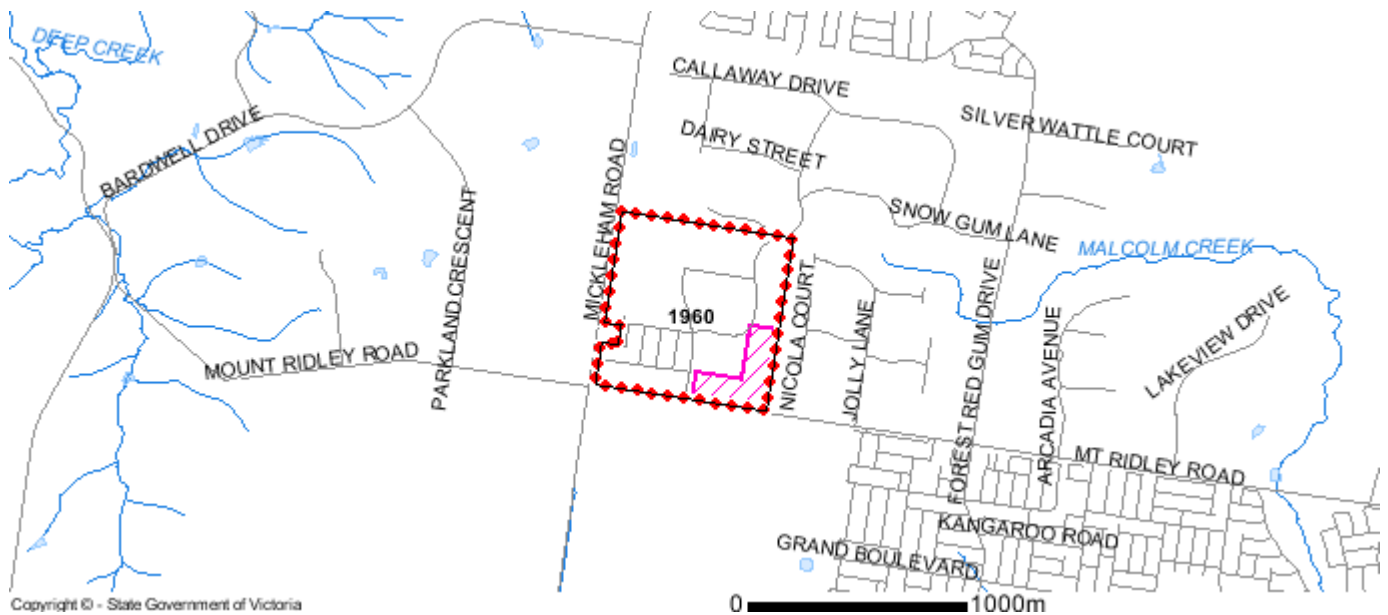 DEEP CREEK
CALLAWAY DRIVE
SILVER WATTLE COURT
BARDWELL DRIVE
DAIRY STREET
MICKLEHAM ROAD
PARKLAND CRESCENT
SNOW GUM LANE
MALCOLM CREEK
NICOLA COURT
FOREST RED GUM DRIVE
1960
JOLLY LANE
ARCADIA AVENUE
LAKEVIEW DRIVE
MOUNT RIDLEY ROAD
MT RIDLEY ROAD
KANGAROO ROAD
GRAND BOULEVARD
Copyright © - State Government of Victoria
0 1000m